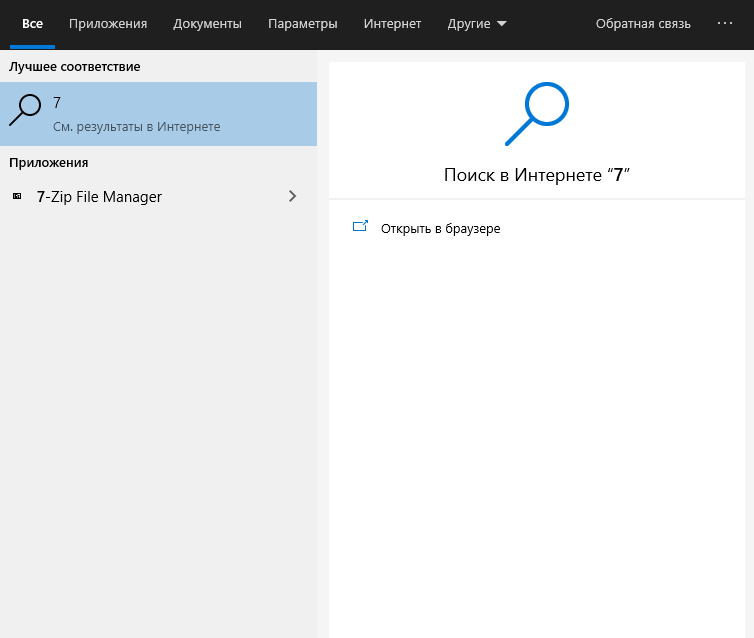 Все Приложения Документы Параметры Интернет Другие Обратная связь ...
Лучшее соответствие
7
См. результаты в Интернете
Приложения
7-Zip File Manager
Поиск в Интернете “7”
Открыть в браузере